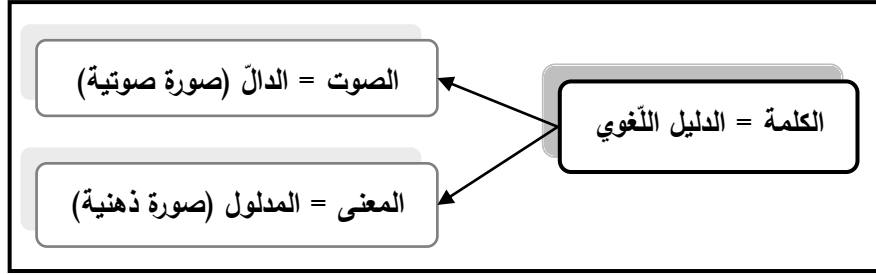 الصوت = الدالّ (صورة صوتية)
الكلمة = الدليل اللّغوي
المعنى = المدلول (صورة ذهنية)